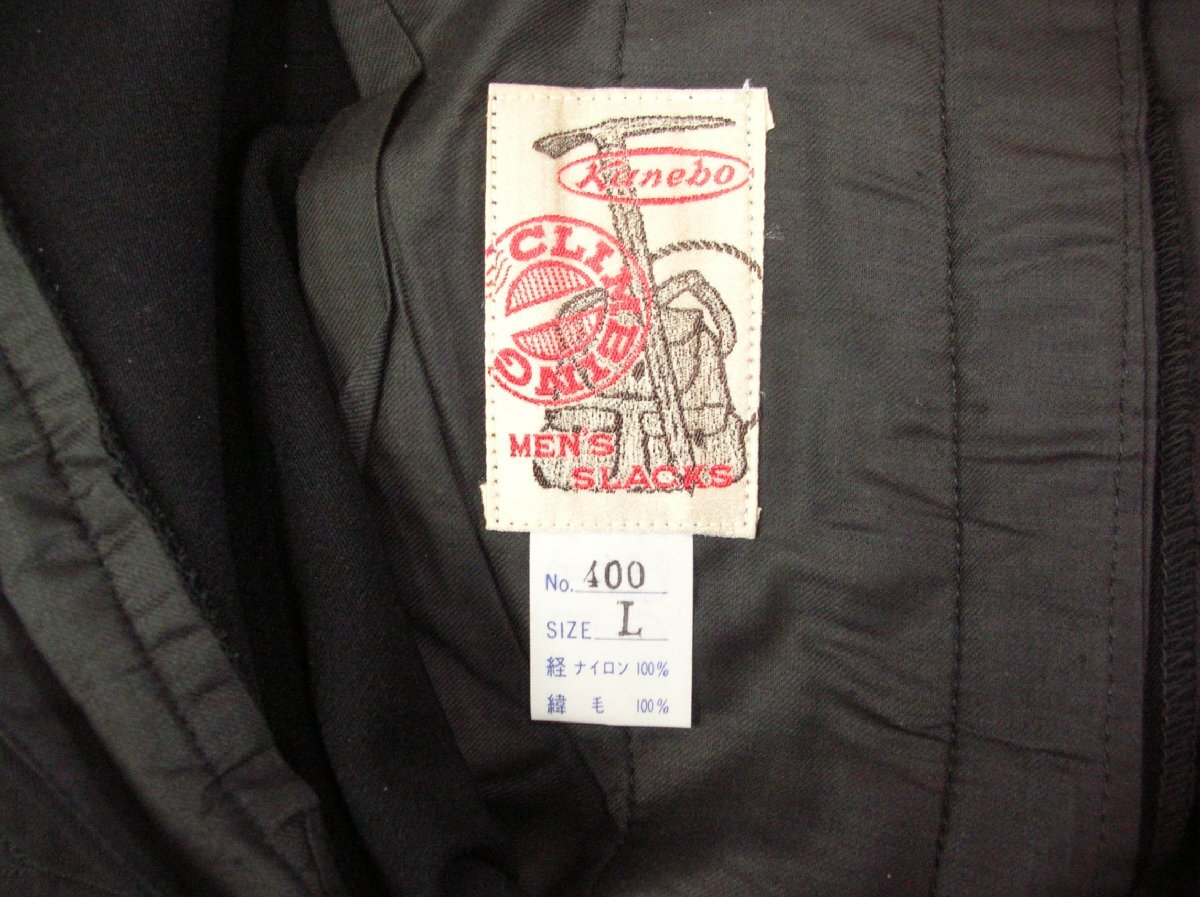 Kanebo
CLIMBING
MEN'S
SLACKS
No. 400
SIZE L
経 ナイロン 100%
緯 毛 100%